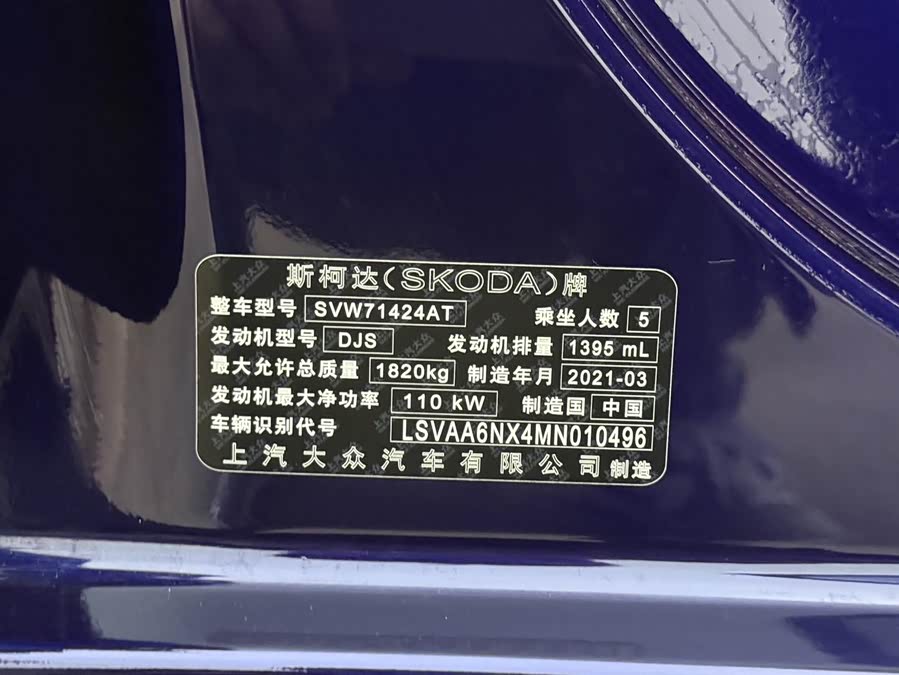 斯柯达(SKODA)牌
整车型号 SVW71424AT 乘坐人数 5
发动机型号 DJS 发动机排量 1395 mL
最大允许总质量 1820kg 制造年月 2021-03
发动机最大净功率 110 kW 制造国 中国
车辆识别代号 LSVAA6NX4MN010496
上汽大众汽车有限公司 制造